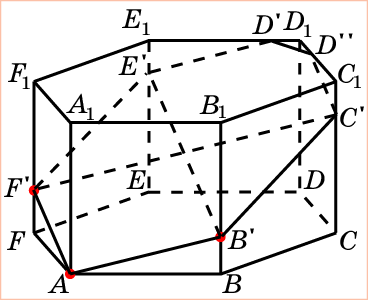 E₁ D' D₁
E' D''
F₁ C₁
A₁ B₁ C'
F' E D
F B' C
A B